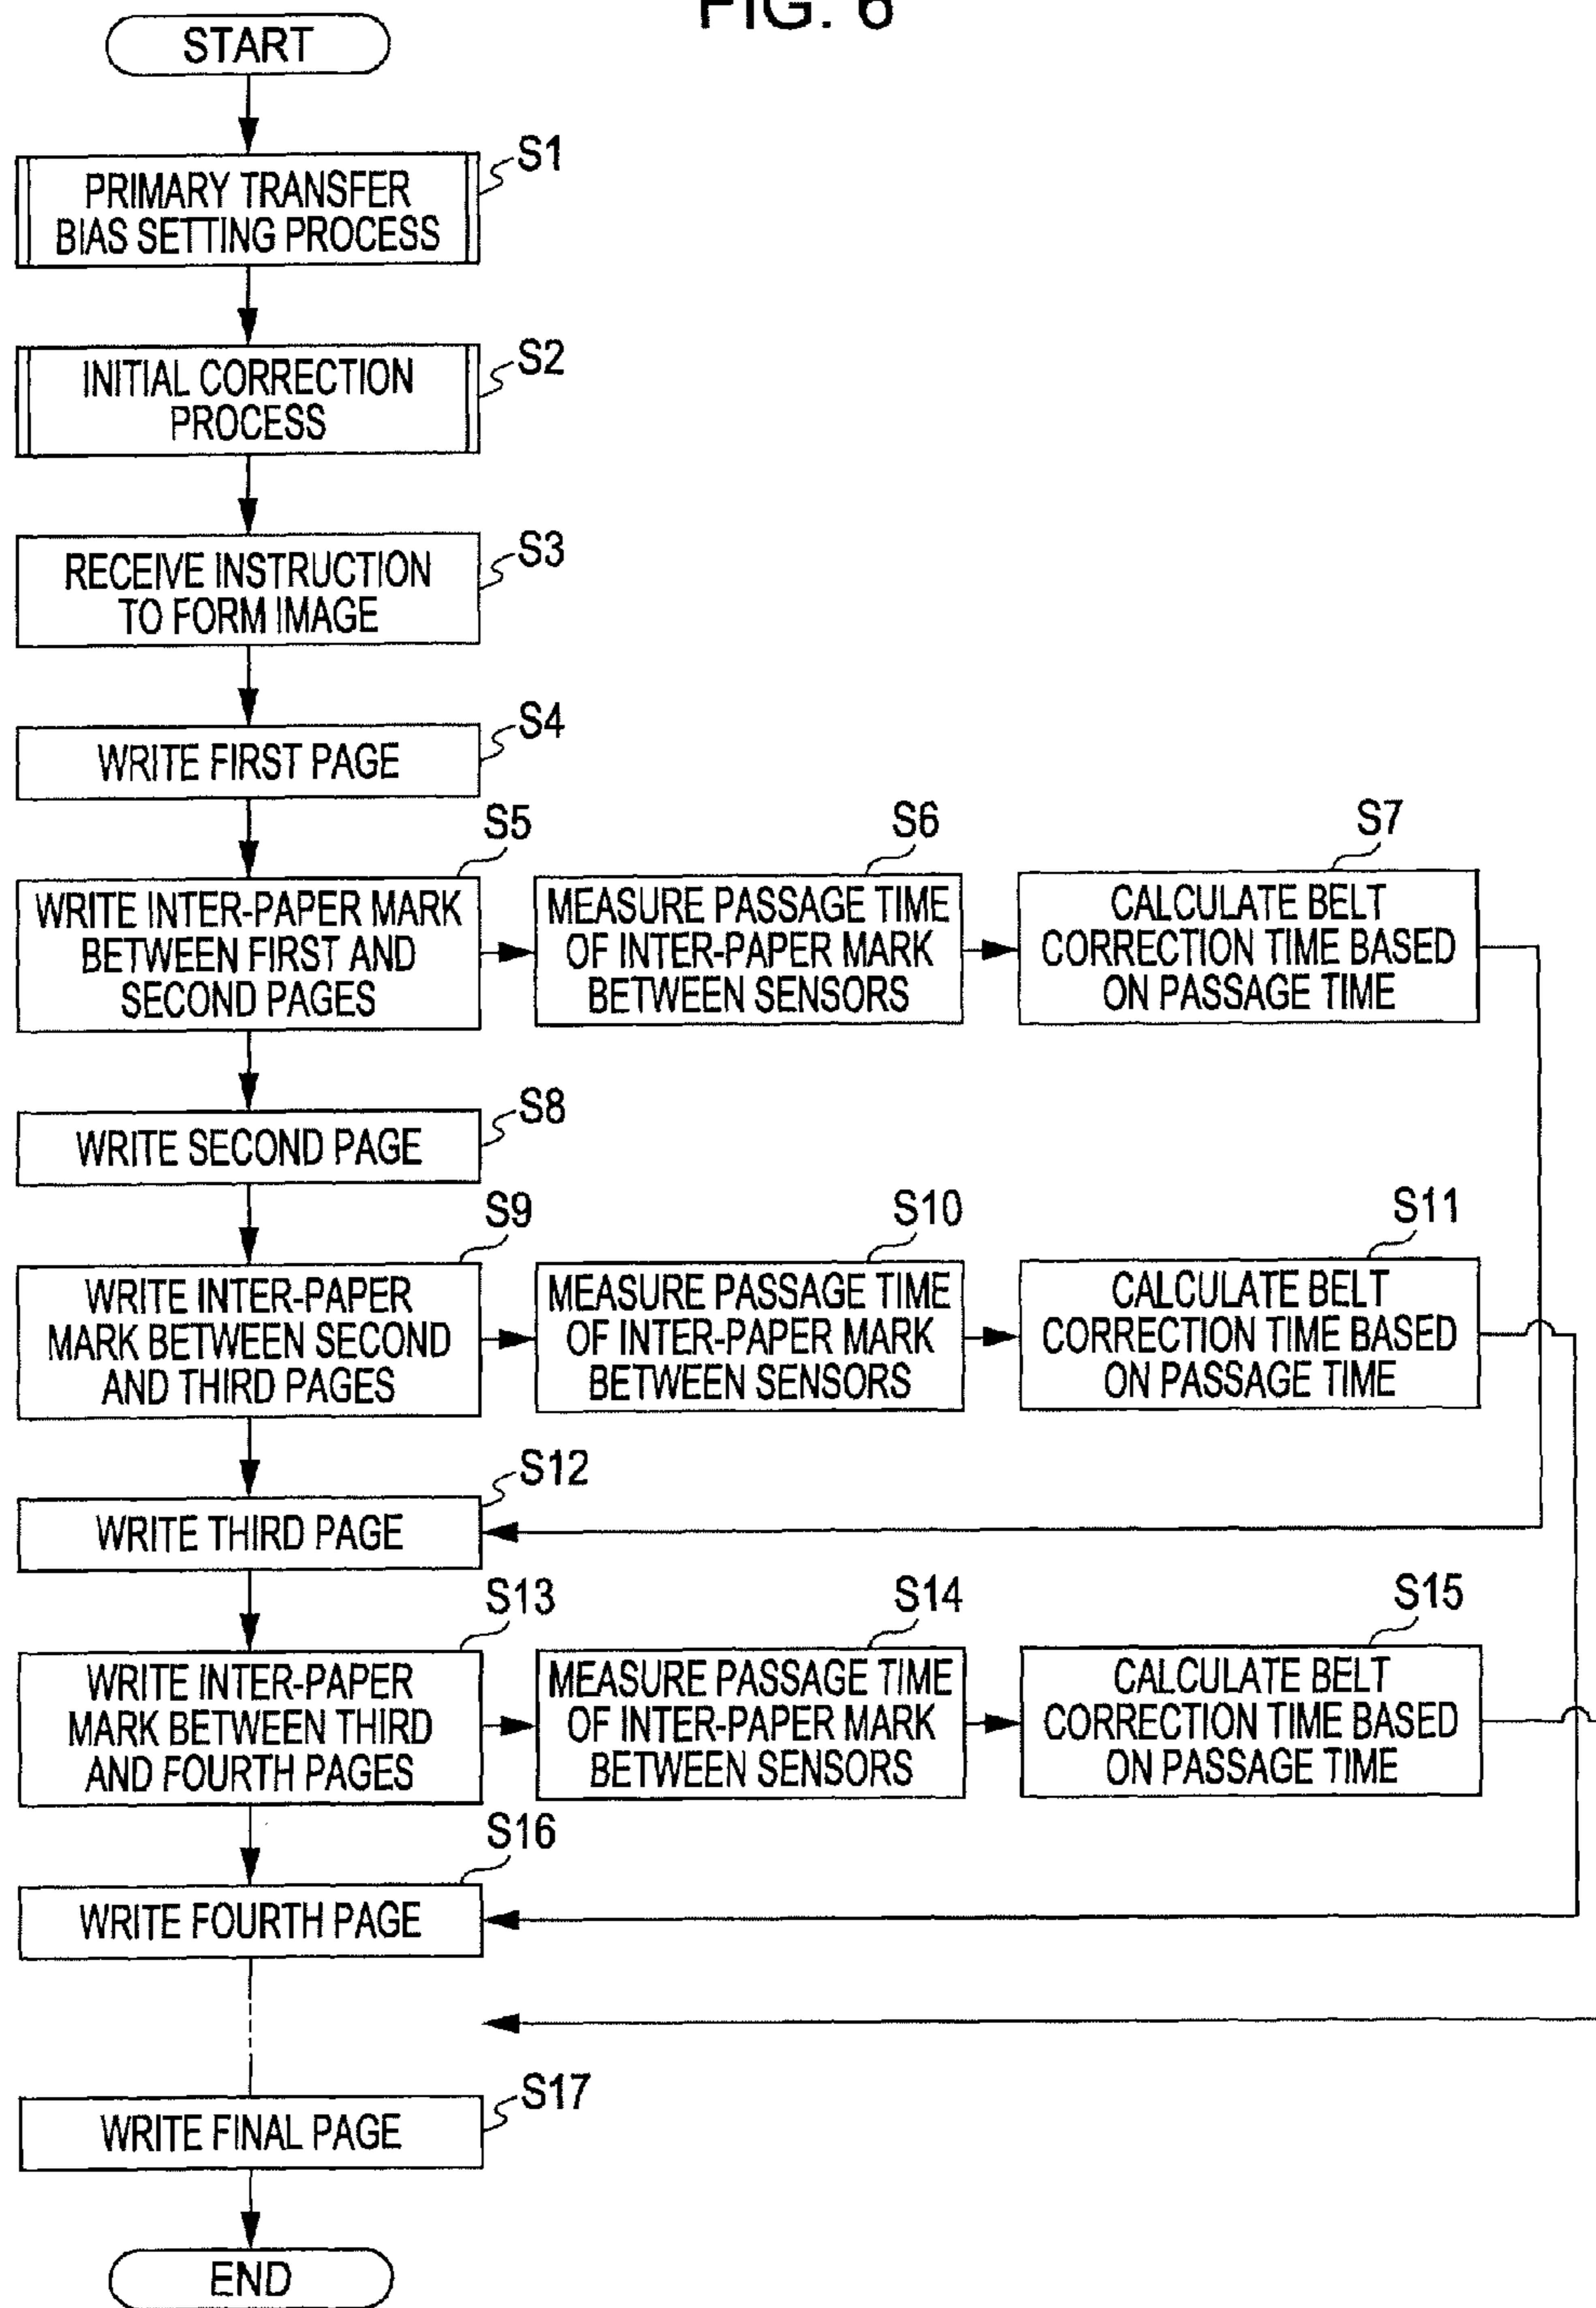 FIG. 6
START
S1
PRIMARY TRANSFER
BIAS SETTING PROCESS
S2
INITIAL CORRECTION
PROCESS
S3
RECEIVE INSTRUCTION
TO FORM IMAGE
S4
WRITE FIRST PAGE
S5
WRITE INTER-PAPER MARK
BETWEEN FIRST AND
SECOND PAGES
S6
MEASURE PASSAGE TIME
OF INTER-PAPER MARK
BETWEEN SENSORS
S7
CALCULATE BELT
CORRECTION TIME BASED
ON PASSAGE TIME
S8
WRITE SECOND PAGE
S9
WRITE INTER-PAPER
MARK BETWEEN SECOND
AND THIRD PAGES
S10
MEASURE PASSAGE TIME
OF INTER-PAPER MARK
BETWEEN SENSORS
S11
CALCULATE BELT
CORRECTION TIME BASED
ON PASSAGE TIME
S12
WRITE THIRD PAGE
S13
WRITE INTER-PAPER
MARK BETWEEN THIRD
AND FOURTH PAGES
S14
MEASURE PASSAGE TIME
OF INTER-PAPER MARK
BETWEEN SENSORS
S15
CALCULATE BELT
CORRECTION TIME BASED
ON PASSAGE TIME
S16
WRITE FOURTH PAGE
S17
WRITE FINAL PAGE
END